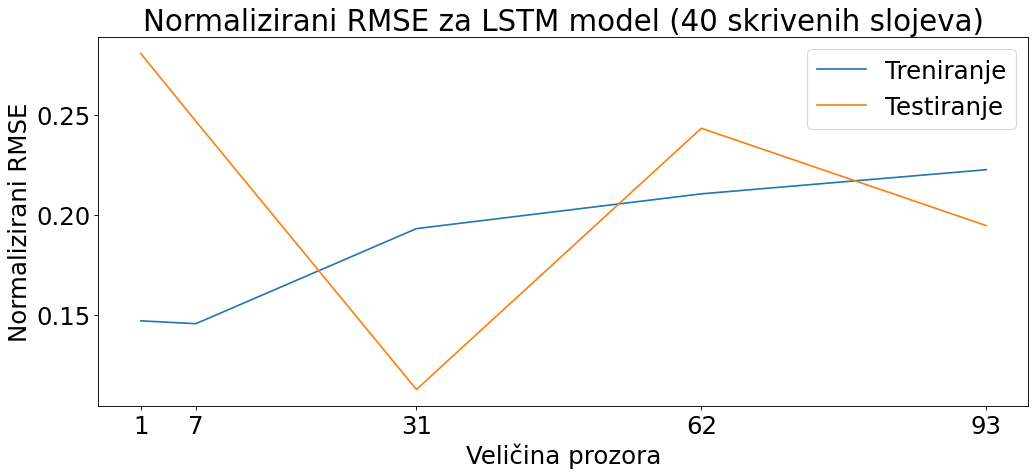 Normalizirani RMSE za LSTM model (40 skrivenih slojeva)
Treniranje
Testiranje
Normalizirani RMSE
0.25
0.20
0.15
1 7 31 62 93
Veličina prozora